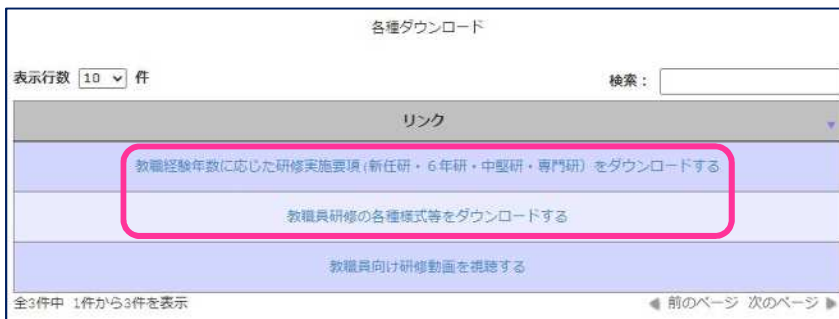 各種ダウンロード
表示行数 10 件 検索：
リンク
教職経験年数に応じた研修実施要項(新任研・６年研・中堅研・専門研）をダウンロードする
教職員研修の各種様式等をダウンロードする
教職員向け研修動画を視聴する
全3件中 1件から3件を表示 前のページ 次のページ